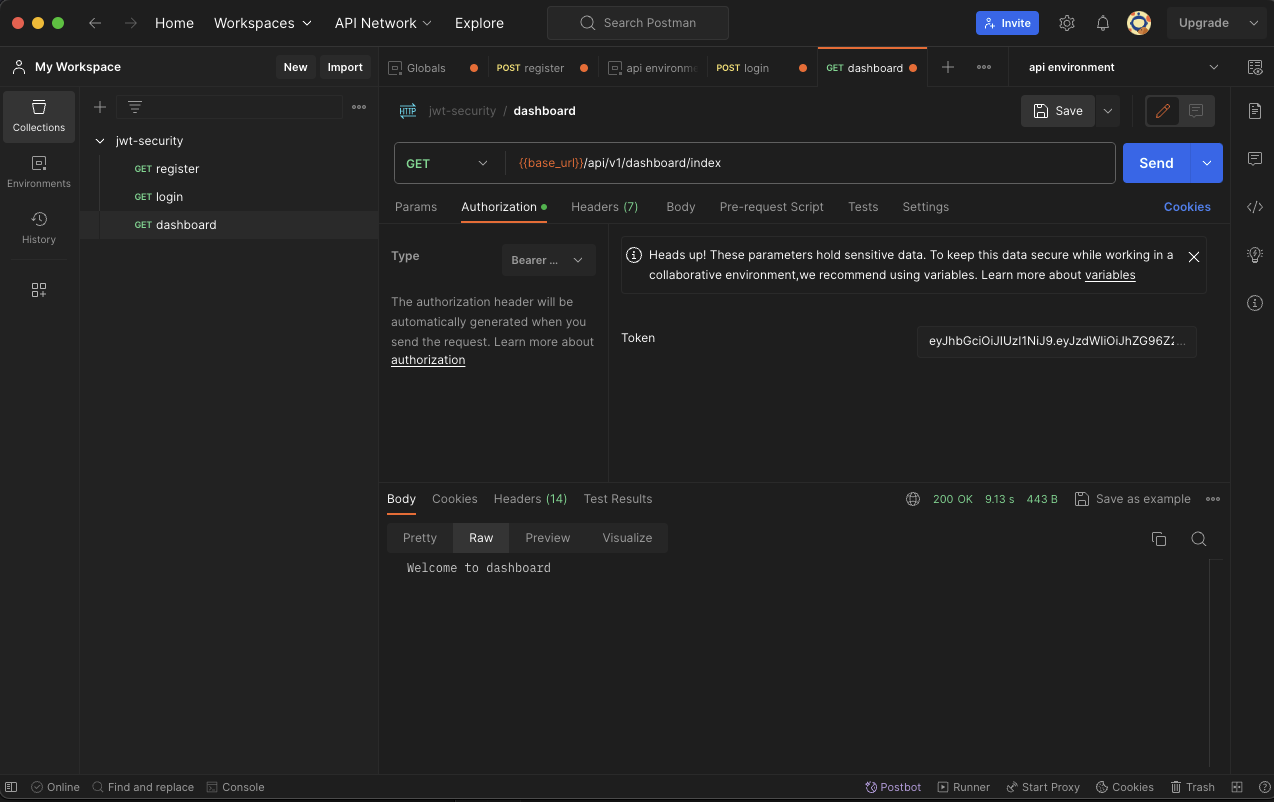 Home Workspaces API Network Explore Search Postman Invite Upgrade
My Workspace New Import
Globals POST register api environme POST login GET dashboard api environment
Collections
Environments
History
jwt-security
GET register
GET login
GET dashboard
HTTP jwt-security / dashboard Save
GET {{base_url}}/api/v1/dashboard/index Send
Params Authorization Headers (7) Body Pre-request Script Tests Settings Cookies
Type Bearer ...
The authorization header will be
automatically generated when you
send the request. Learn more about
authorization
Heads up! These parameters hold sensitive data. To keep this data secure while working in a
collaborative environment,we recommend using variables. Learn more about variables
Token
Body Cookies Headers (14) Test Results 200 OK 9.13 s 443 B Save as example
Pretty Raw Preview Visualize
Welcome to dashboard
Online Find and replace Console Postbot Runner Start Proxy Cookies Trash